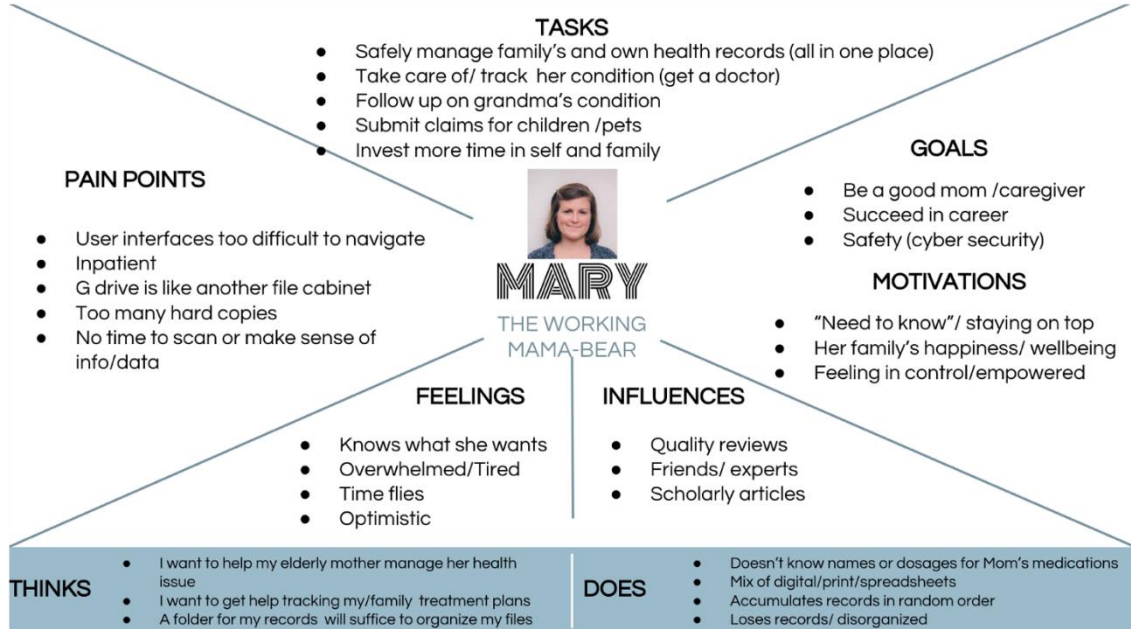 TASKS
● Safely manage family's and own health records (all in one place)
● Take care of/ track her condition (get a doctor)
● Follow up on grandma's condition
● Submit claims for children /pets
● Invest more time in self and family
PAIN POINTS
● User interfaces too difficult to navigate
● Inpatient
● G drive is like another file cabinet
● Too many hard copies
● No time to scan or make sense of
info/data
MARY
THE WORKING
MAMA-BEAR
GOALS
● Be a good mom /caregiver
● Succeed in career
● Safety (cyber security)
MOTIVATIONS
● “Need to know”/ staying on top
● Her family's happiness/ wellbeing
● Feeling in control/empowered
FEELINGS
● Knows what she wants
● Overwhelmed/Tired
● Time flies
● Optimistic
INFLUENCES
● Quality reviews
● Friends/ experts
● Scholarly articles
THINKS
● I want to help my elderly mother manage her health
issue
● I want to get help tracking my/family treatment plans
● A folder for my records will suffice to organize my files
DOES
● Doesn't know names or dosages for Mom's medications
● Mix of digital/print/spreadsheets
● Accumulates records in random order
● Loses records/ disorganized